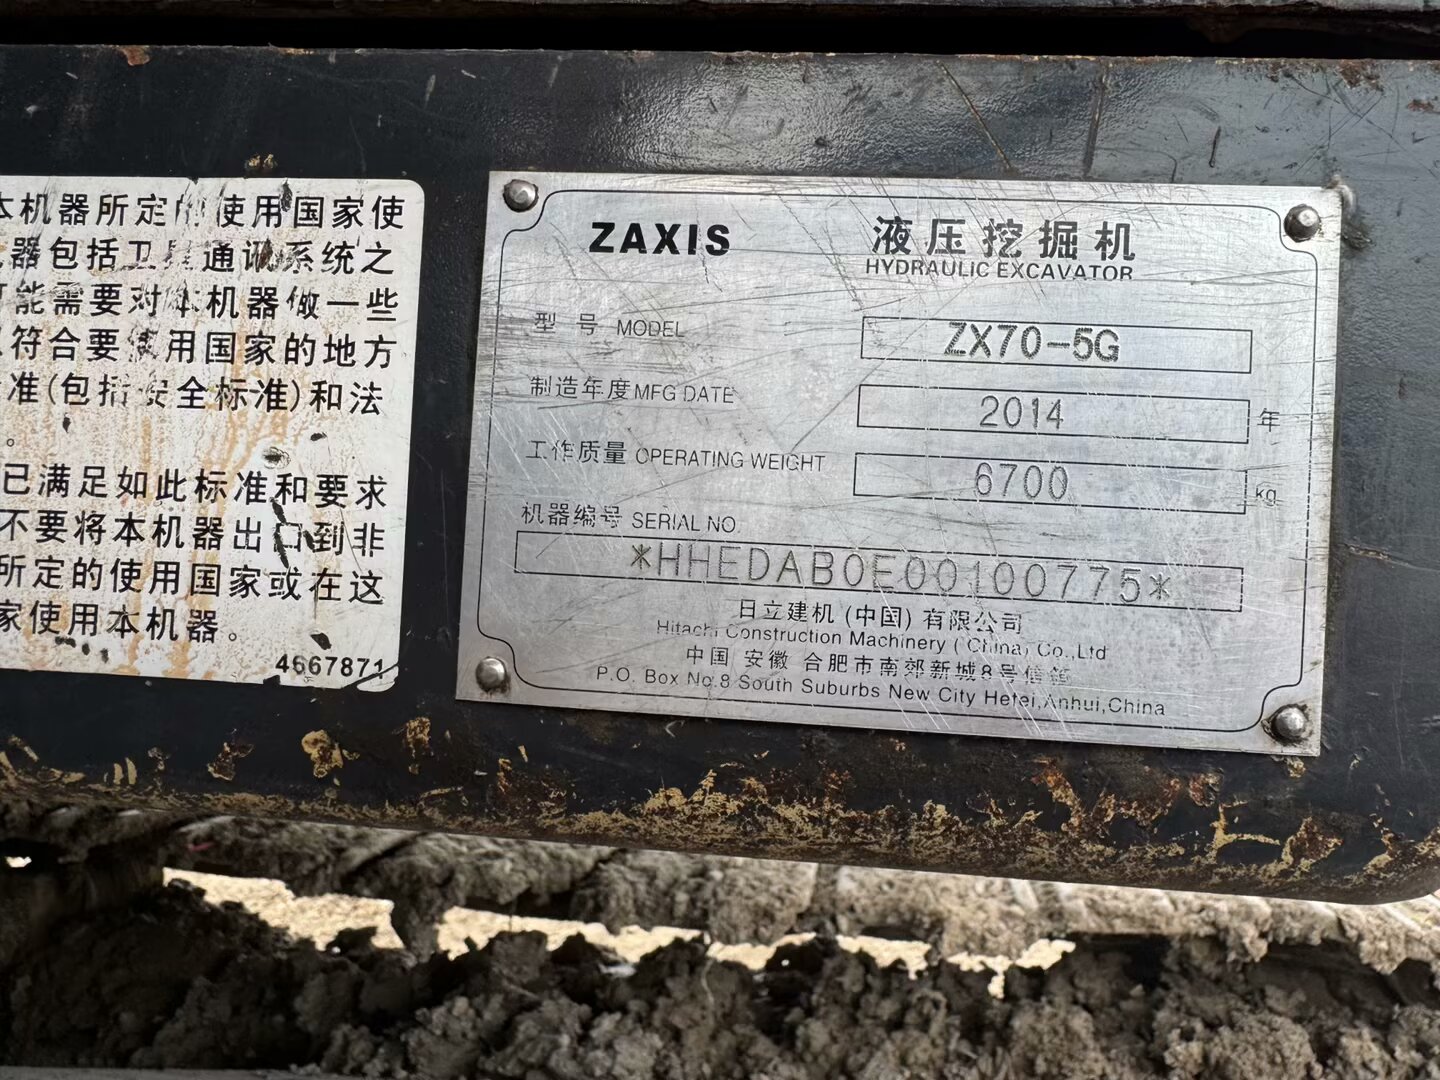 本机器所定的使用国家使
机器包括卫星通讯系统之
可能需要对本机器做一些
符合要使用国家的地方
准(包括安全标准)和法
。
已满足如此标准和要求
不要将本机器出口到非
所定的使用国家或在这
家使用本机器。
4667871
ZAXIS 液压挖掘机
HYDRAULIC EXCAVATOR
型号 MODEL ZX70-5G
制造年度 MFG DATE 2014 年
工作质量 OPERATING WEIGHT 6700 kg
机器编号 SERIAL NO.
*HHEDAB0E00100775*
日立建机(中国)有限公司
Hitachi Construction Machinery (China) Co.,Ltd
中国 安徽 合肥市南郊新城8号信箱
P.O. Box No.8 South Suburbs New City Hefei,Anhui,China